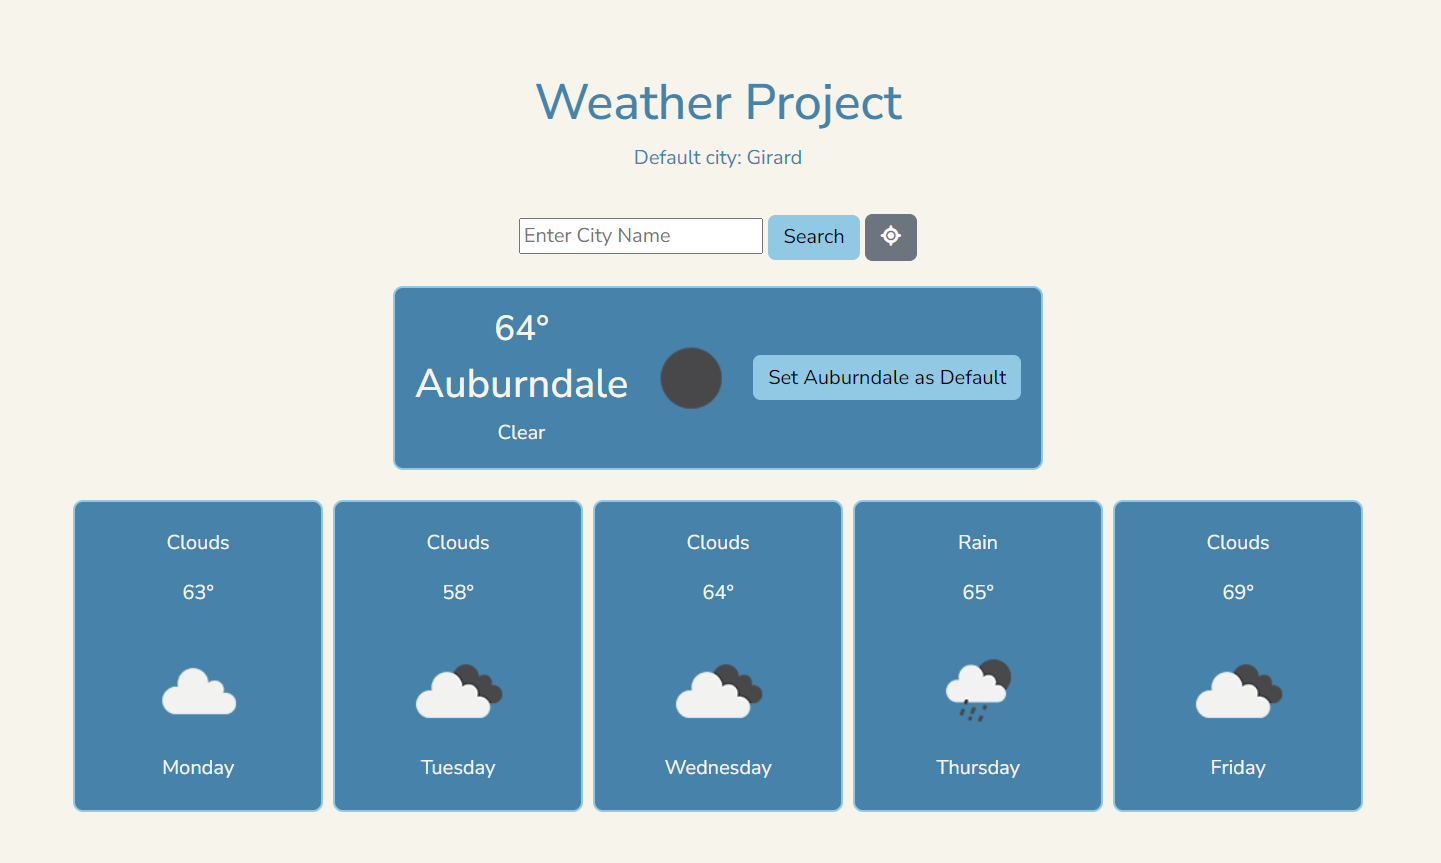 Weather Project
Default city: Girard
Enter City Name
Search
64°
Auburndale
Clear
Set Auburndale as Default
Clouds
63°
Monday
Clouds
58°
Tuesday
Clouds
64°
Wednesday
Rain
65°
Thursday
Clouds
69°
Friday